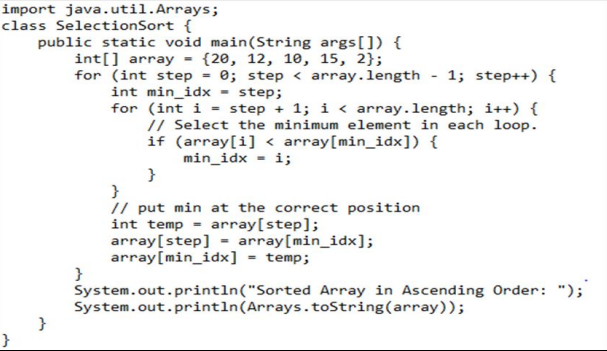 import java.util.Arrays;
class SelectionSort {
    public static void main(String args[]) {
        int[] array = {20, 12, 10, 15, 2};
        for (int step = 0; step < array.length - 1; step++) {
            int min_idx = step;
            for (int i = step + 1; i < array.length; i++) {
                // Select the minimum element in each loop.
                if (array[i] < array[min_idx]) {
                    min_idx = i;
                }
            }
            // put min at the correct position
            int temp = array[step];
            array[step] = array[min_idx];
            array[min_idx] = temp;
        }
        System.out.println("Sorted Array in Ascending Order: ");
        System.out.println(Arrays.toString(array));
    }
}